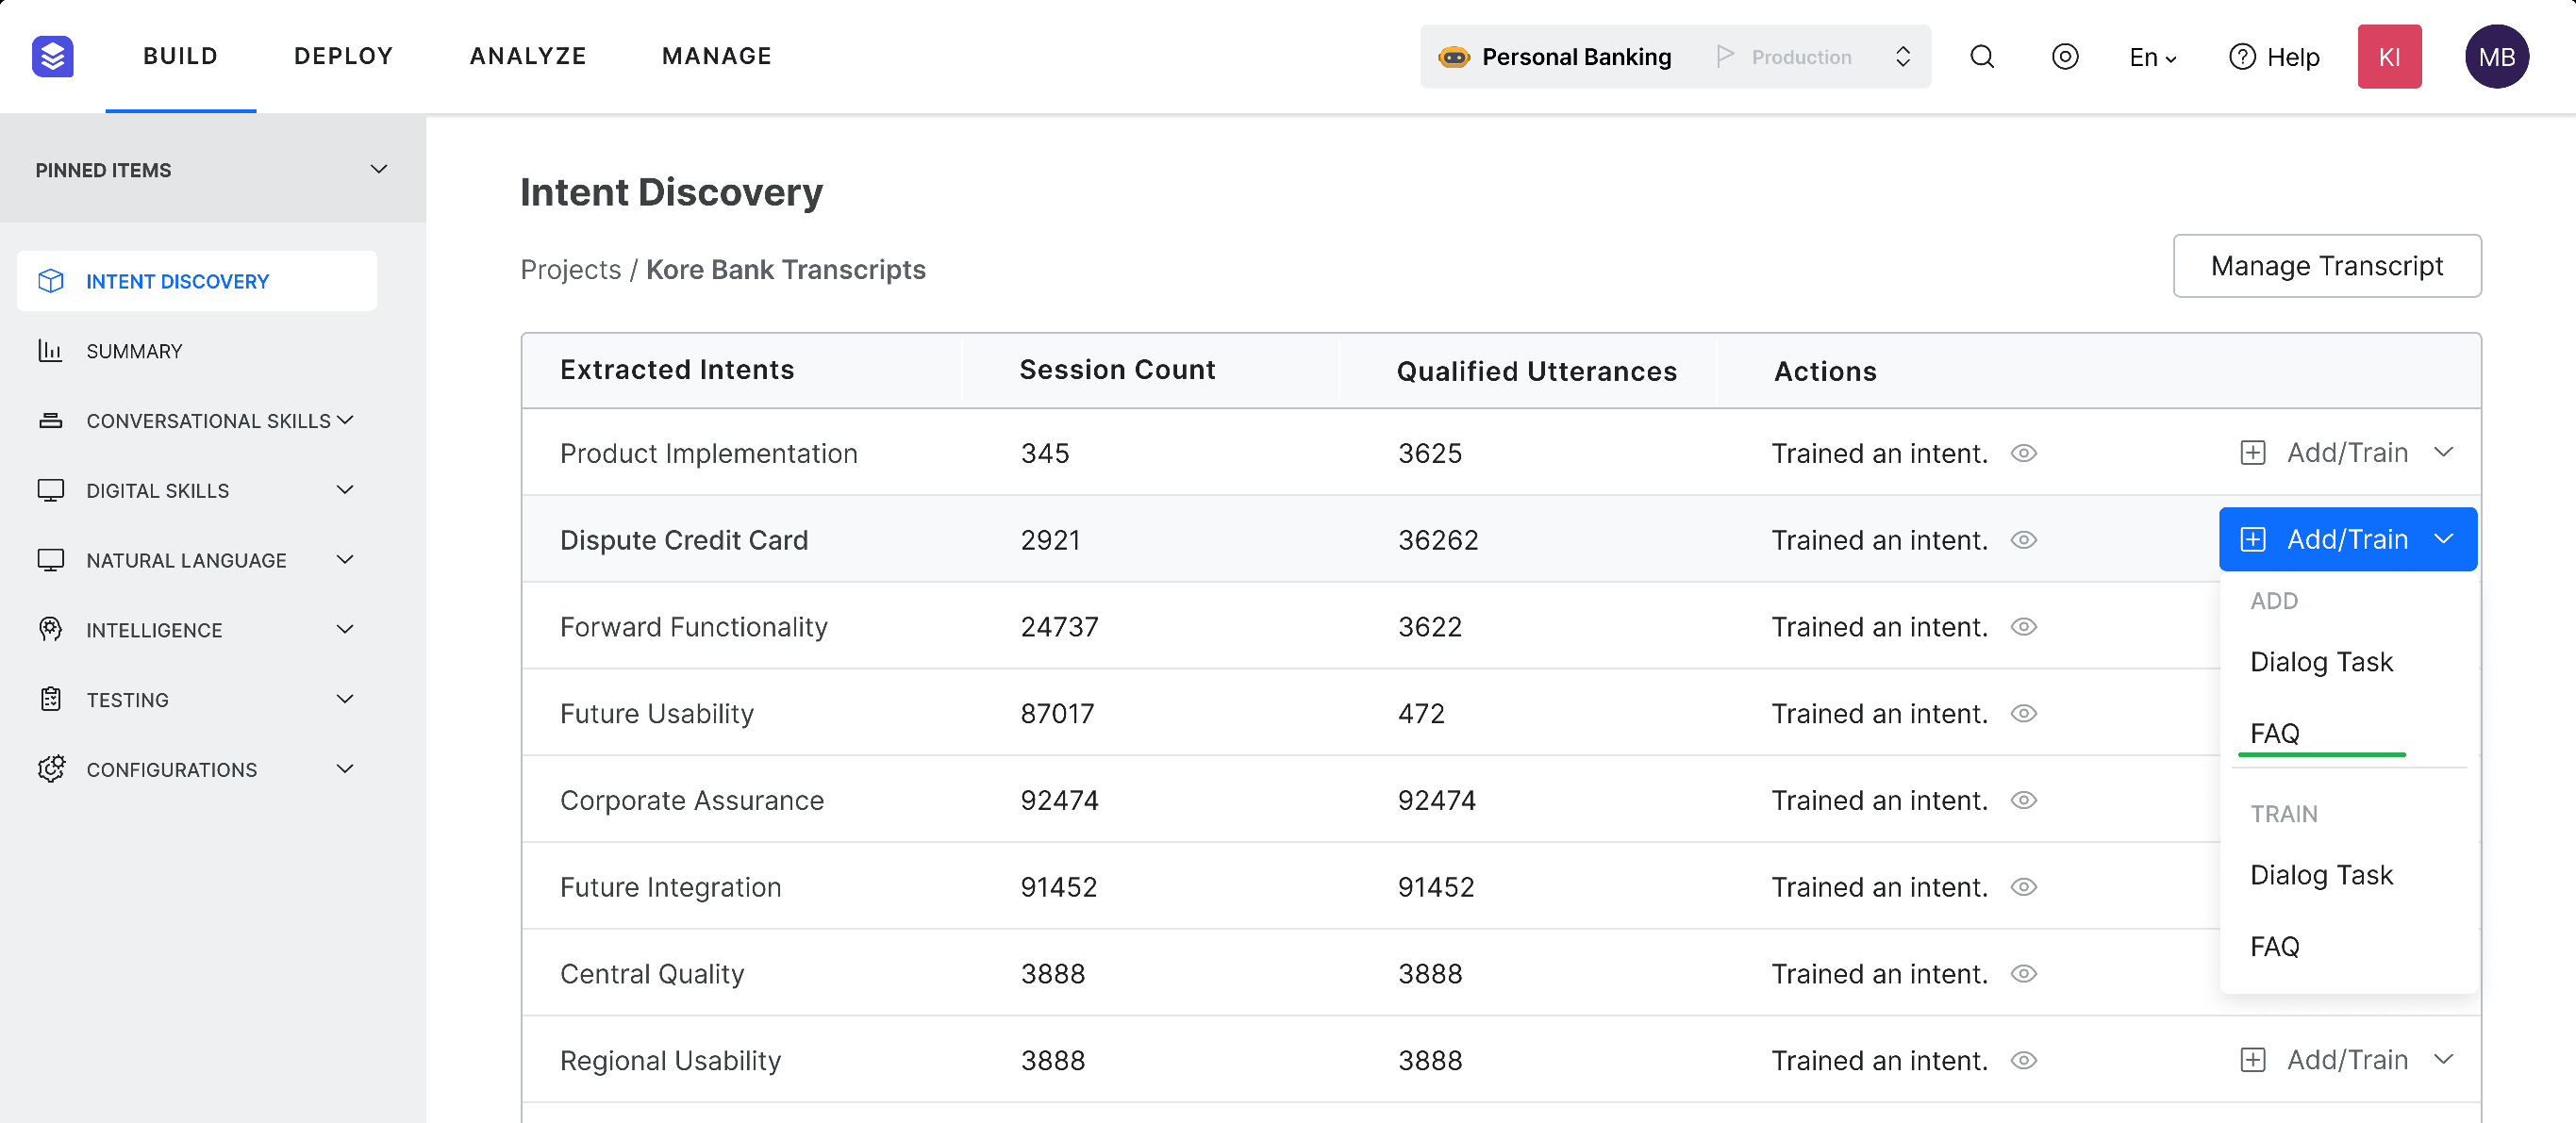 BUILD DEPLOY ANALYZE MANAGE Personal Banking Production En Help KI MB
PINNED ITEMS
INTENT DISCOVERY
SUMMARY
CONVERSATIONAL SKILLS
DIGITAL SKILLS
NATURAL LANGUAGE
INTELLIGENCE
TESTING
CONFIGURATIONS
Intent Discovery
Projects / Kore Bank Transcripts
Manage Transcript
Extracted Intents Session Count Qualified Utterances Actions
Product Implementation 345 3625 Trained an intent. Add/Train
Dispute Credit Card 2921 36262 Trained an intent. Add/Train
Forward Functionality 24737 3622 Trained an intent.
Future Usability 87017 472 Trained an intent.
Corporate Assurance 92474 92474 Trained an intent.
Future Integration 91452 91452 Trained an intent.
Central Quality 3888 3888 Trained an intent.
Regional Usability 3888 3888 Trained an intent. Add/Train
ADD
Dialog Task
FAQ
TRAIN
Dialog Task
FAQ